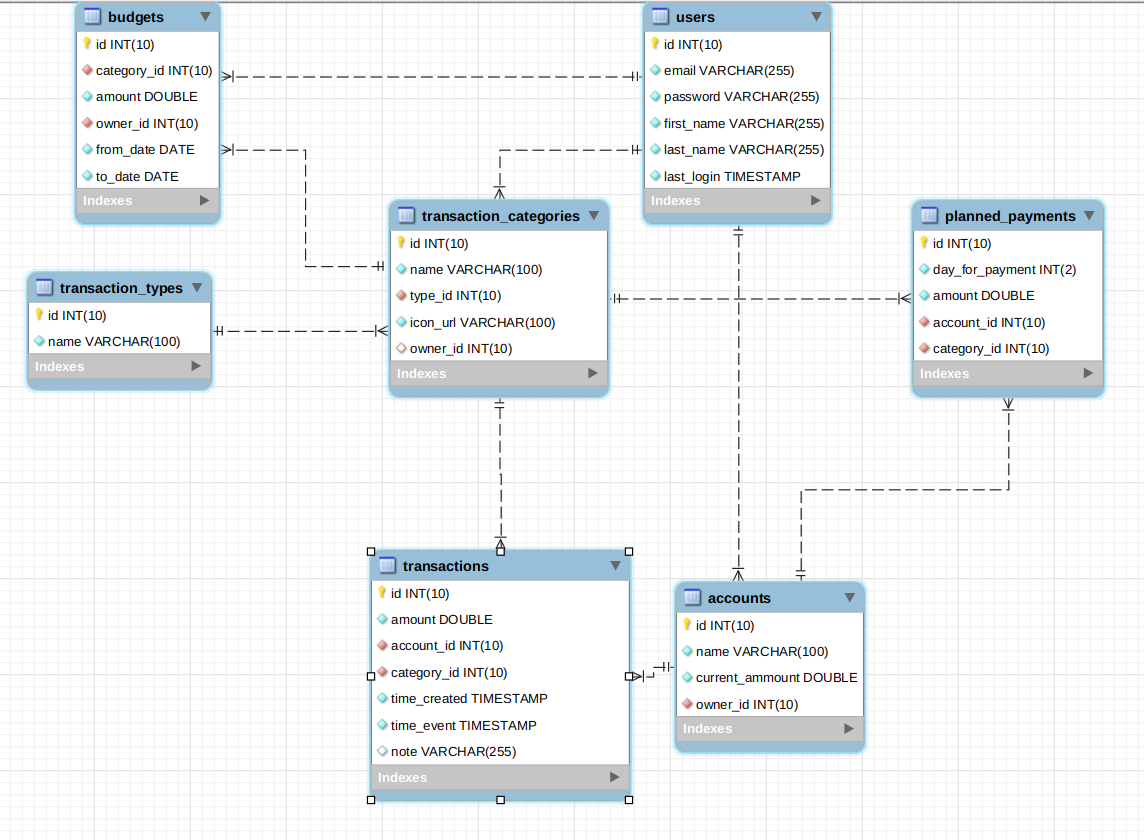 budgets
id INT(10)
category_id INT(10)
amount DOUBLE
owner_id INT(10)
from_date DATE
to_date DATE
Indexes
users
id INT(10)
email VARCHAR(255)
password VARCHAR(255)
first_name VARCHAR(255)
last_name VARCHAR(255)
last_login TIMESTAMP
Indexes
transaction_categories
id INT(10)
name VARCHAR(100)
type_id INT(10)
icon_url VARCHAR(100)
owner_id INT(10)
Indexes
planned_payments
id INT(10)
day_for_payment INT(2)
amount DOUBLE
account_id INT(10)
category_id INT(10)
Indexes
transaction_types
id INT(10)
name VARCHAR(100)
Indexes
transactions
id INT(10)
amount DOUBLE
account_id INT(10)
category_id INT(10)
time_created TIMESTAMP
time_event TIMESTAMP
note VARCHAR(255)
Indexes
accounts
id INT(10)
name VARCHAR(100)
current_ammount DOUBLE
owner_id INT(10)
Indexes